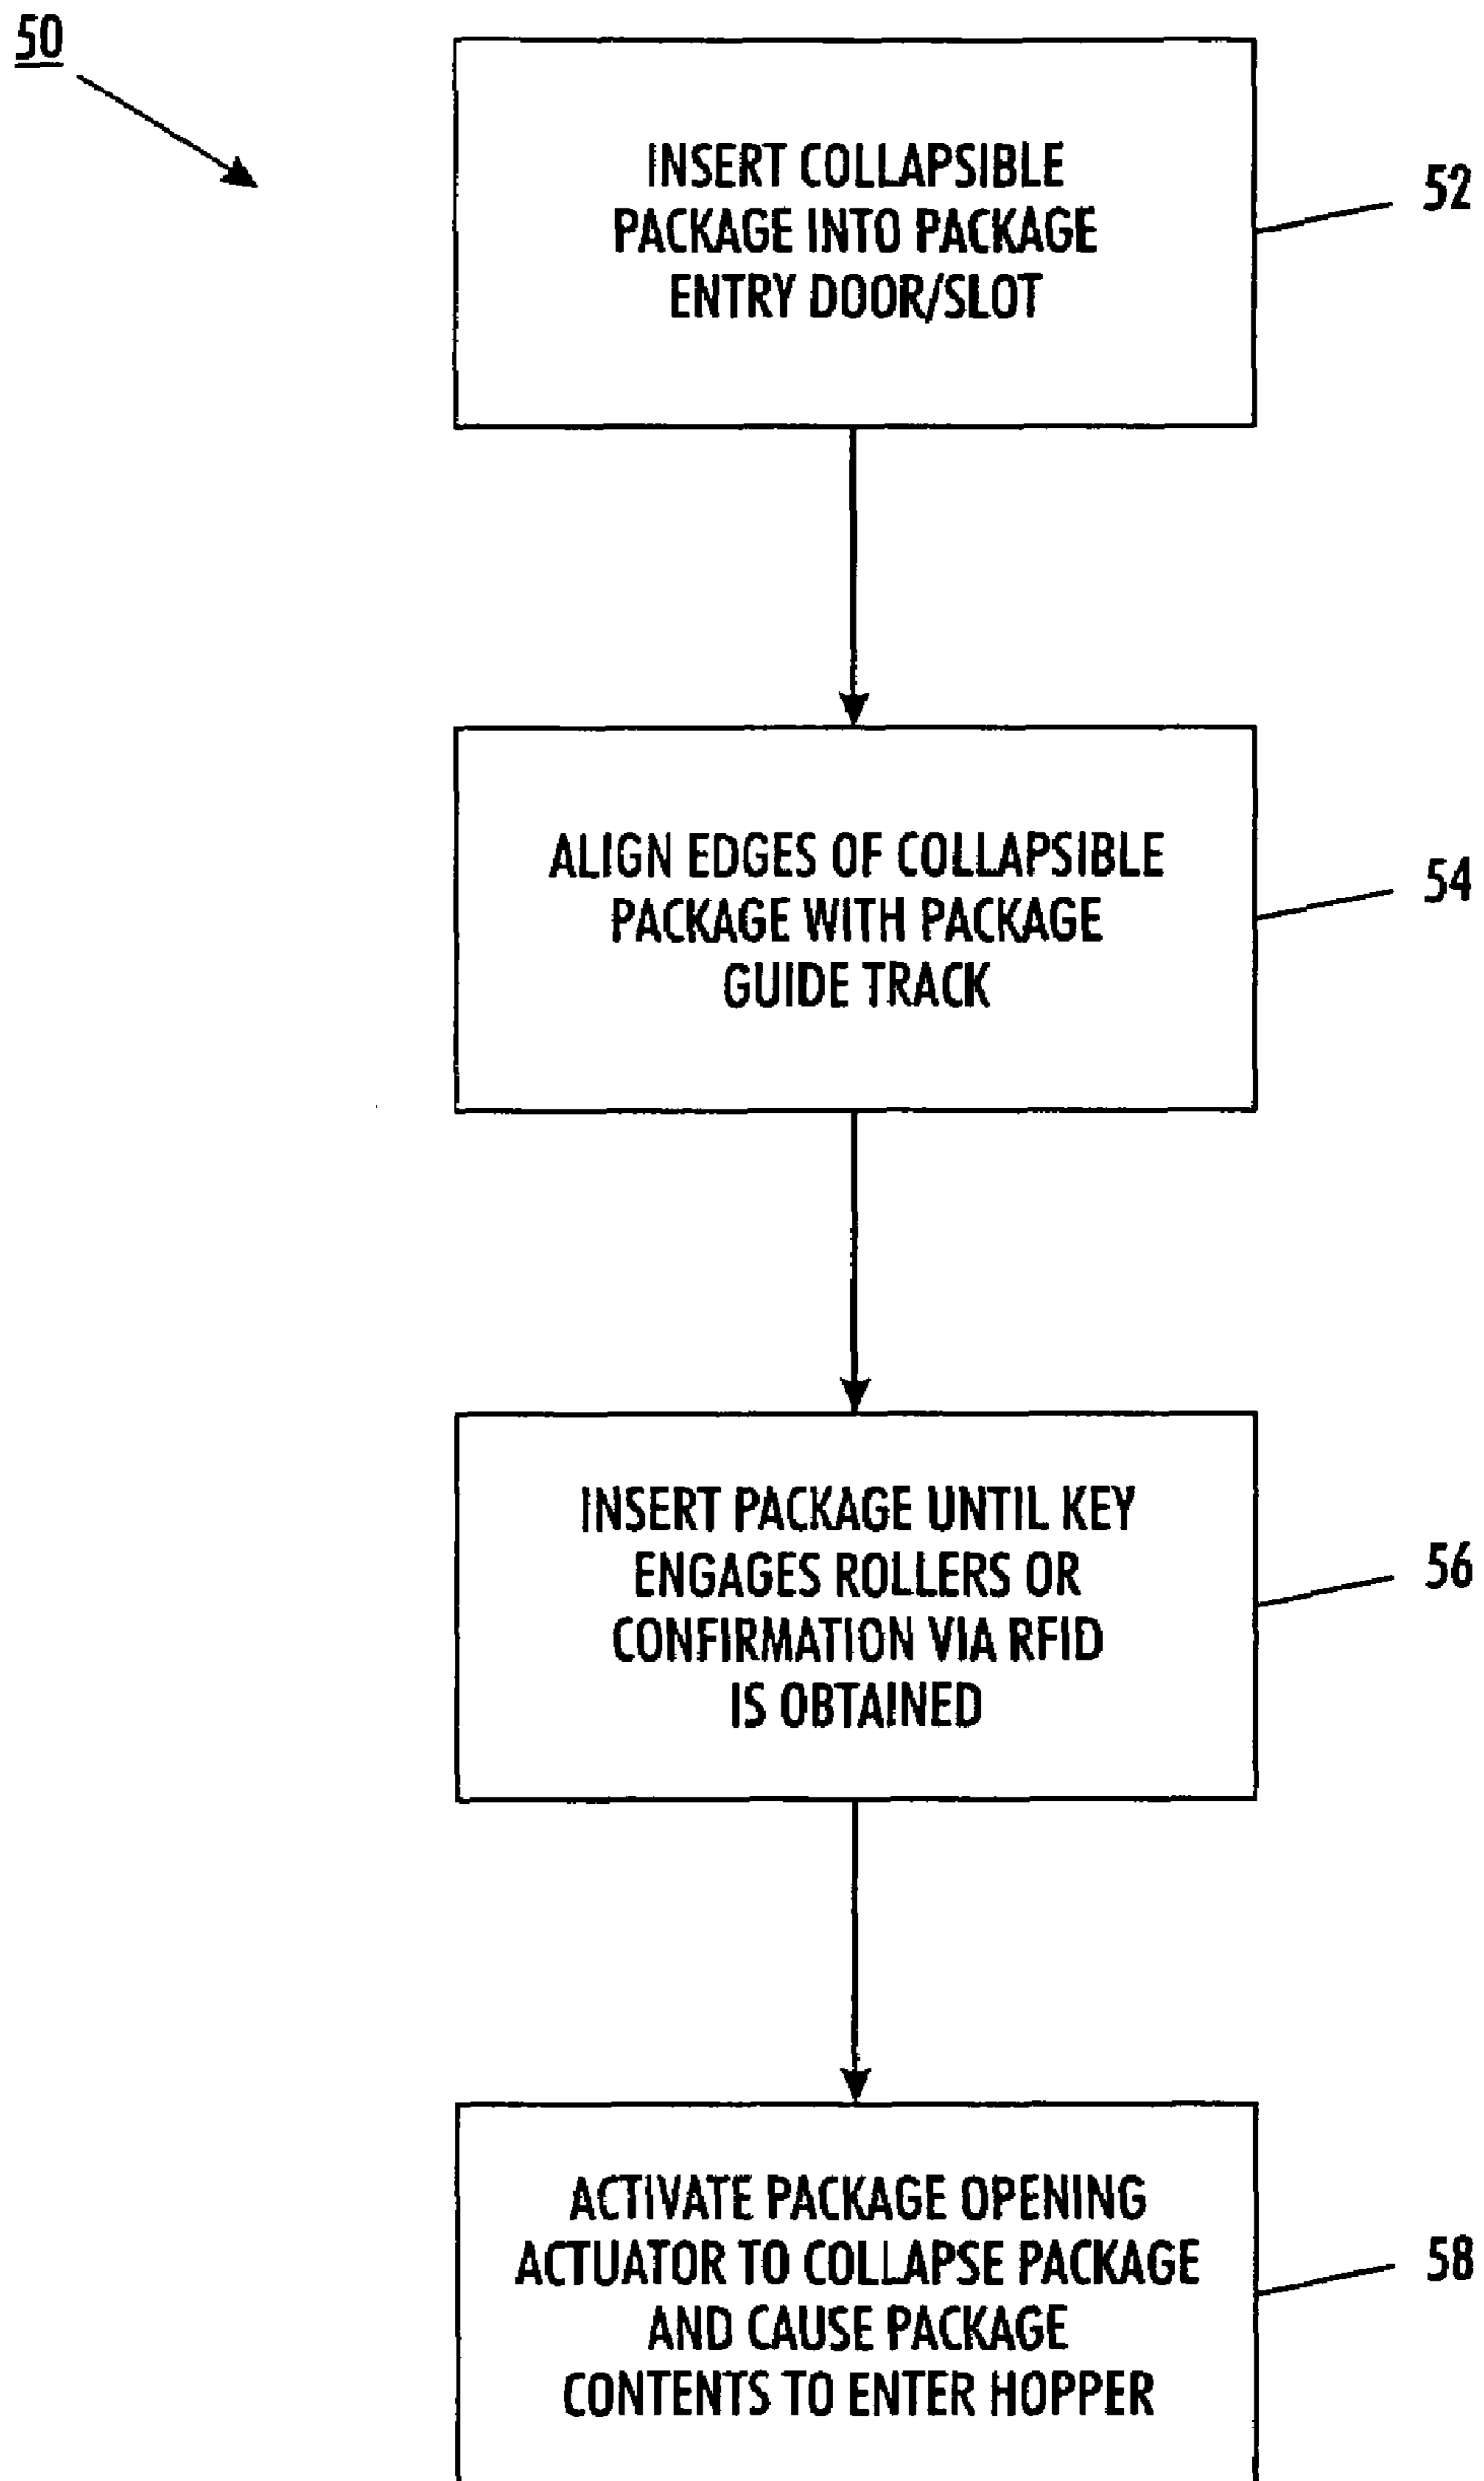 50
INSERT COLLAPSIBLE
PACKAGE INTO PACKAGE
ENTRY DOOR/SLOT
52
ALIGN EDGES OF COLLAPSIBLE
PACKAGE WITH PACKAGE
GUIDE TRACK
54
INSERT PACKAGE UNTIL KEY
ENGAGES ROLLERS OR
CONFIRMATION VIA RFID
IS OBTAINED
56
ACTIVATE PACKAGE OPENING
ACTUATOR TO COLLAPSE PACKAGE
AND CAUSE PACKAGE
CONTENTS TO ENTER HOPPER
58